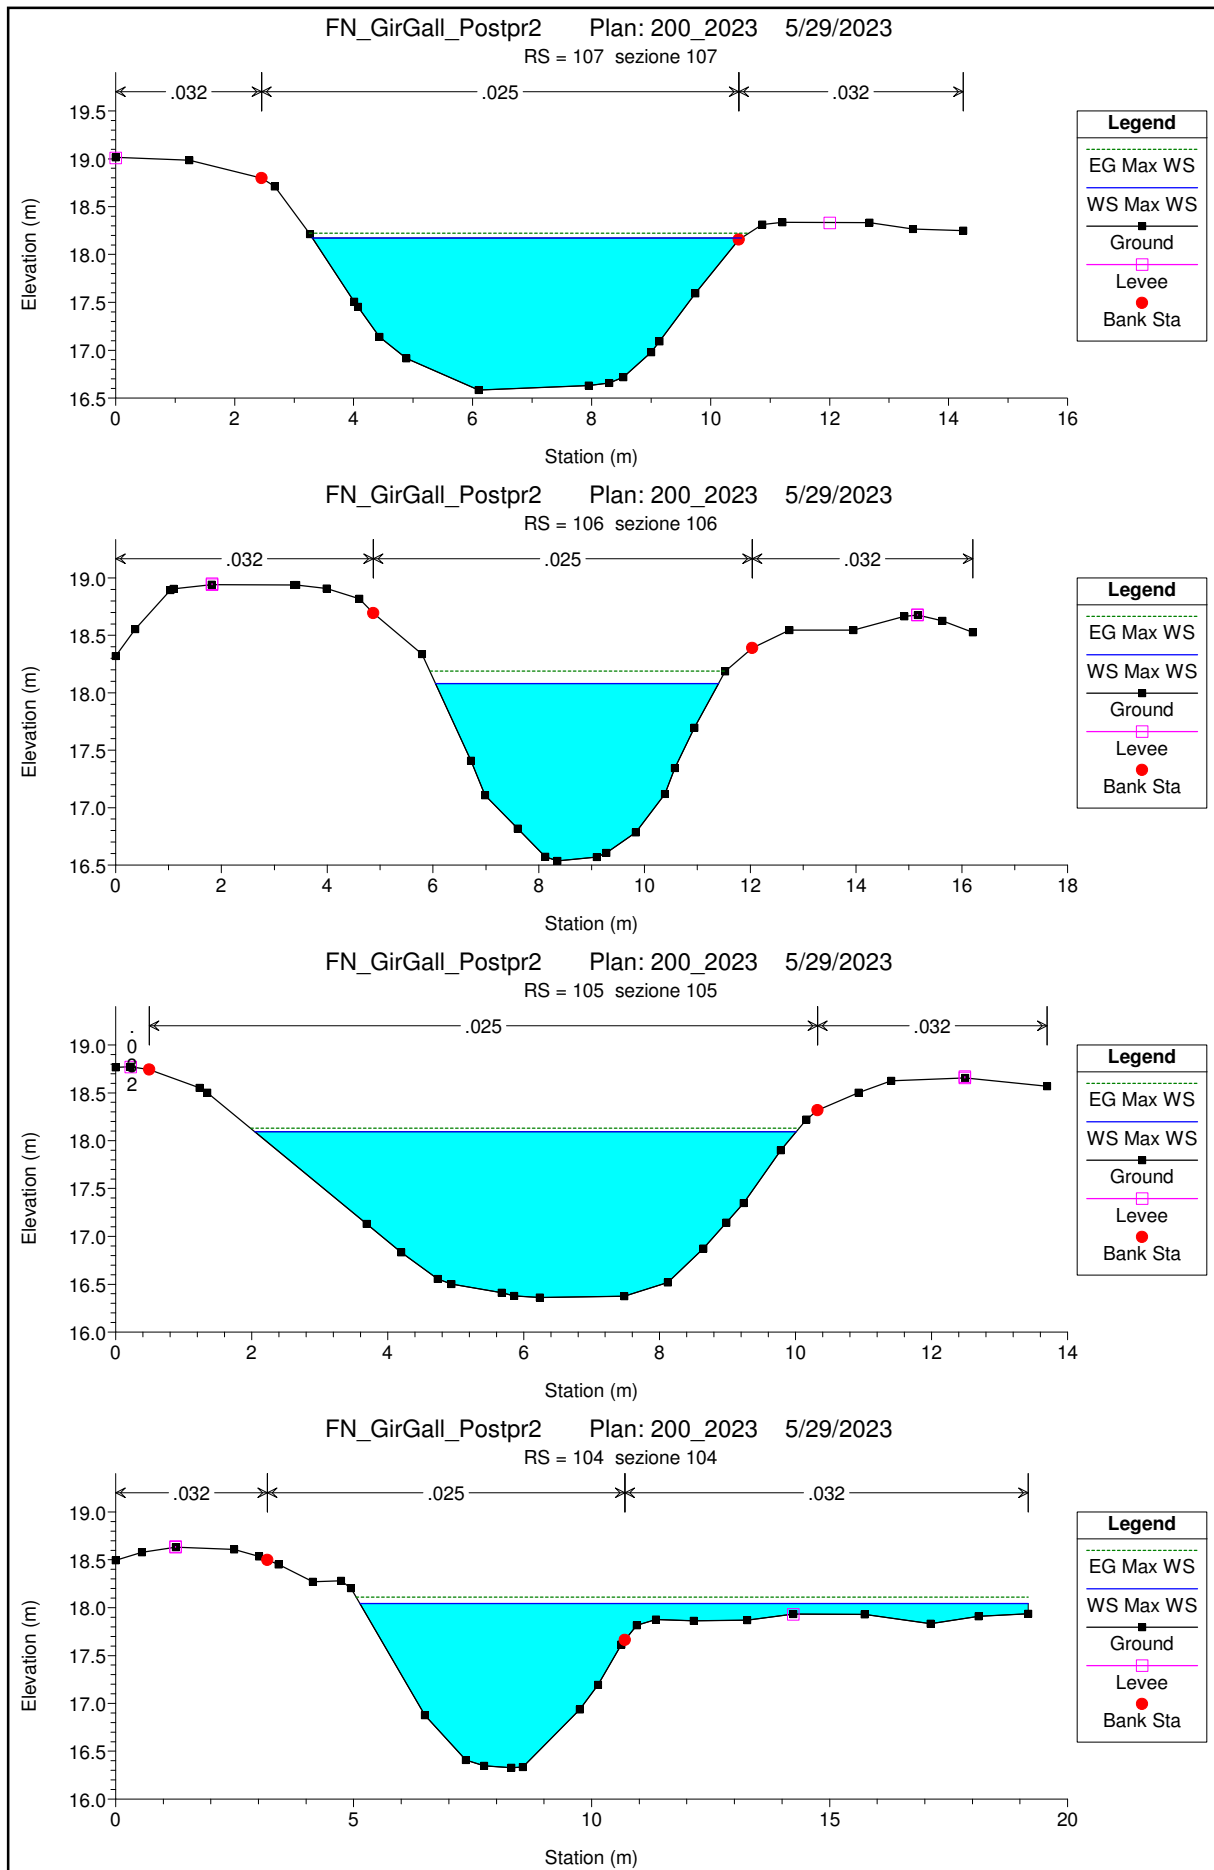 FN_GirGall_Postpr2 Plan: 200_2023 5/29/2023
RS = 107 sezione 107
.032 .025 .032
19.5
19.0
18.5
18.0
17.5
17.0
16.5
Elevation (m)
0 2 4 6 8 10 12 14 16
Station (m)
Legend
EG Max WS
WS Max WS
Ground
Levee
Bank Sta
FN_GirGall_Postpr2 Plan: 200_2023 5/29/2023
RS = 106 sezione 106
.032 .025 .032
19.0
18.5
18.0
17.5
17.0
16.5
Elevation (m)
0 2 4 6 8 10 12 14 16 18
Station (m)
Legend
EG Max WS
WS Max WS
Ground
Levee
Bank Sta
FN_GirGall_Postpr2 Plan: 200_2023 5/29/2023
RS = 105 sezione 105
.032 .025 .032
19.0
18.5
18.0
17.5
17.0
16.5
16.0
Elevation (m)
0 2 4 6 8 10 12 14
Station (m)
Legend
EG Max WS
WS Max WS
Ground
Levee
Bank Sta
FN_GirGall_Postpr2 Plan: 200_2023 5/29/2023
RS = 104 sezione 104
.032 .025 .032
19.0
18.5
18.0
17.5
17.0
16.5
16.0
Elevation (m)
0 5 10 15 20
Station (m)
Legend
EG Max WS
WS Max WS
Ground
Levee
Bank Sta